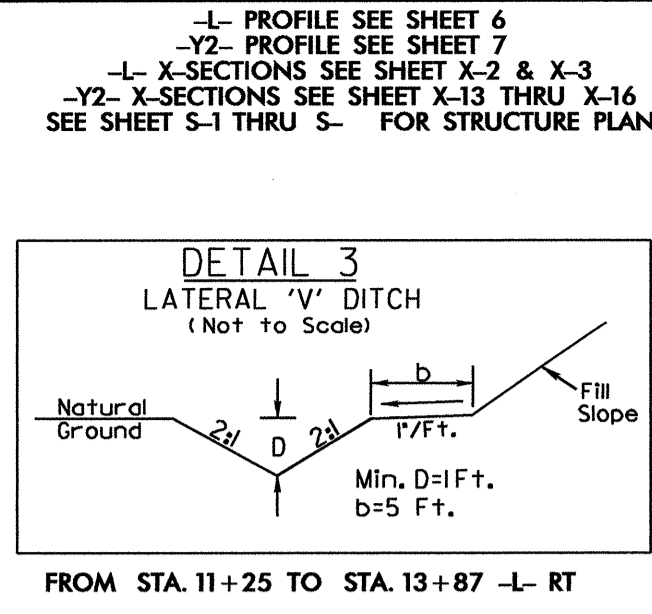 -L- PROFILE SEE SHEET 6
-Y2- PROFILE SEE SHEET 7
-L- X-SECTIONS SEE SHEET X-2 & X-3
-Y2- X-SECTIONS SEE SHEET X-13 THRU X-16
SEE SHEET S-1 THRU S- FOR STRUCTURE PLAN
DETAIL 3
LATERAL 'V' DITCH
(Not to Scale)
b
Natural
Ground
2:1
D
2:1
1"/Ft.
Fill
Slope
Min. D=1Ft.
b=5 Ft.
FROM STA. 11+25 TO STA. 13+87 -L- RT